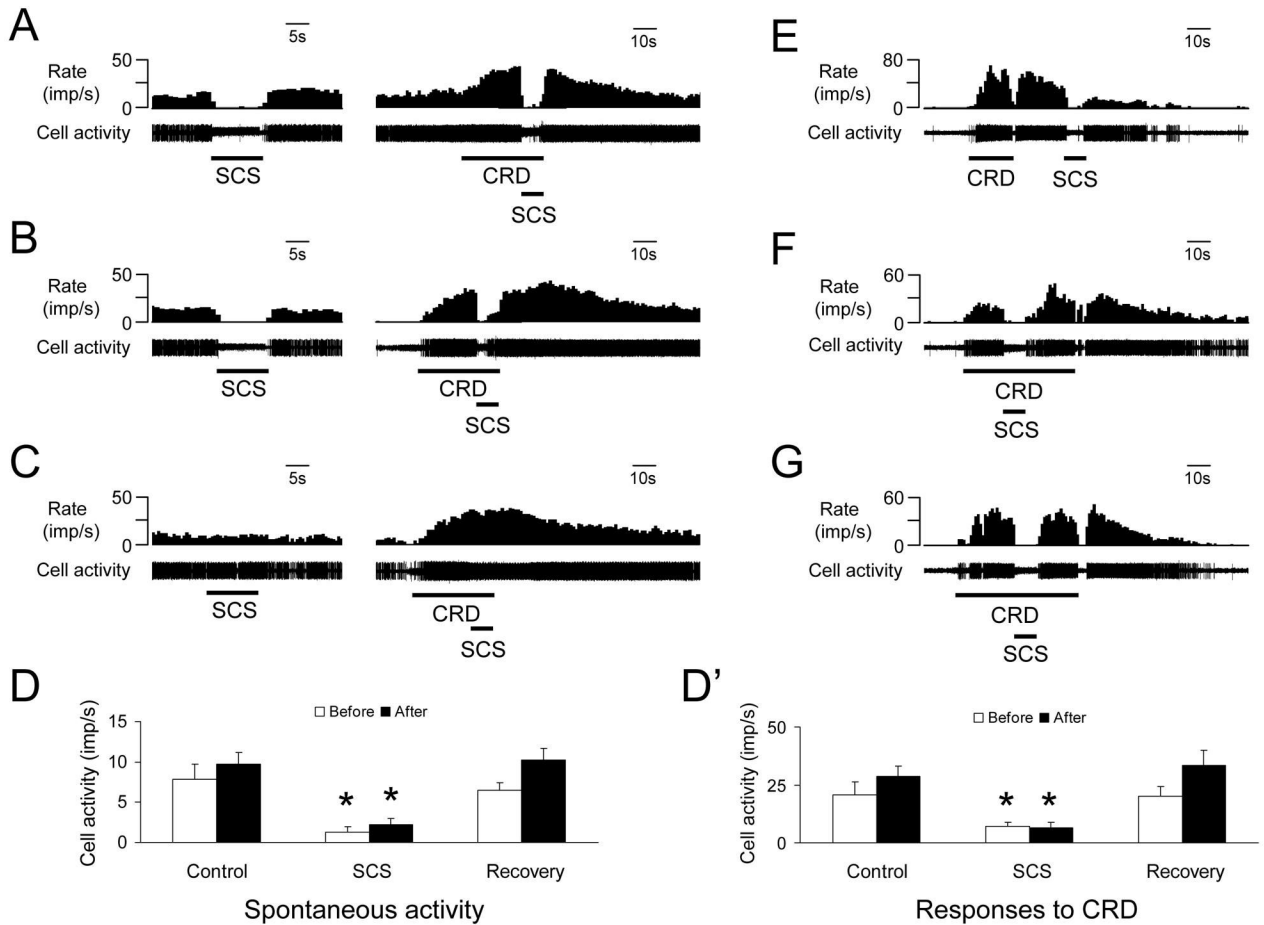 A
5s
10s
50
Rate
(imp/s)
0
Cell activity
SCS
CRD
SCS
B
5s
10s
50
Rate
(imp/s)
0
Cell activity
SCS
CRD
SCS
C
5s
10s
50
Rate
(imp/s)
0
Cell activity
SCS
CRD
SCS
E
10s
80
Rate
(imp/s)
0
Cell activity
CRD SCS
F
10s
60
Rate
(imp/s)
0
Cell activity
CRD
SCS
G
10s
60
Rate
(imp/s)
0
Cell activity
CRD
SCS
D
Before After
Cell activity (imp/s)
15
10
5
0
* *
Control SCS Recovery
Spontaneous activity
D’
Before After
Cell activity (imp/s)
50
25
0
* *
Control SCS Recovery
Responses to CRD